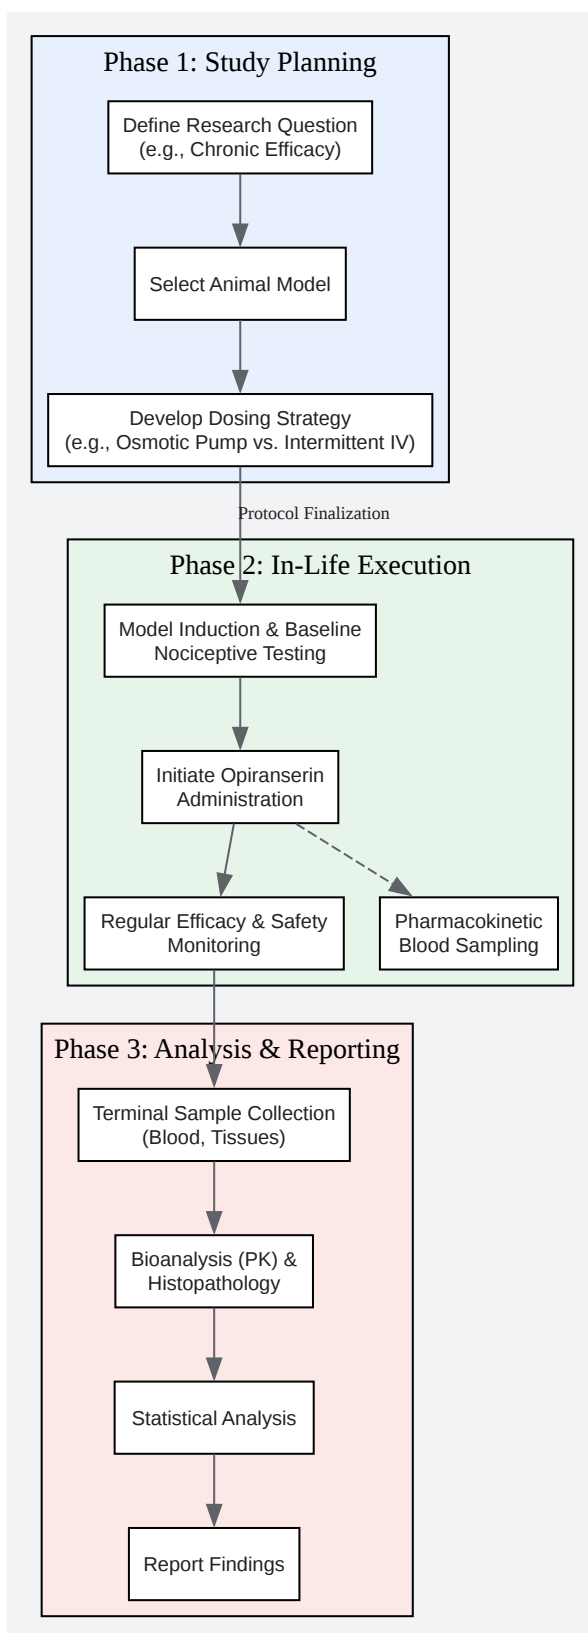 Phase 1: Study Planning
Define Research Question
(e.g., Chronic Efficacy)
Select Animal Model
Develop Dosing Strategy
(e.g., Osmotic Pump vs. Intermittent IV)
Protocol Finalization
Phase 2: In-Life Execution
Model Induction & Baseline
Nociceptive Testing
Initiate Opiranserin
Administration
Regular Efficacy & Safety
Monitoring
Pharmacokinetic
Blood Sampling
Phase 3: Analysis & Reporting
Terminal Sample Collection
(Blood, Tissues)
Bioanalysis (PK) &
Histopathology
Statistical Analysis
Report Findings